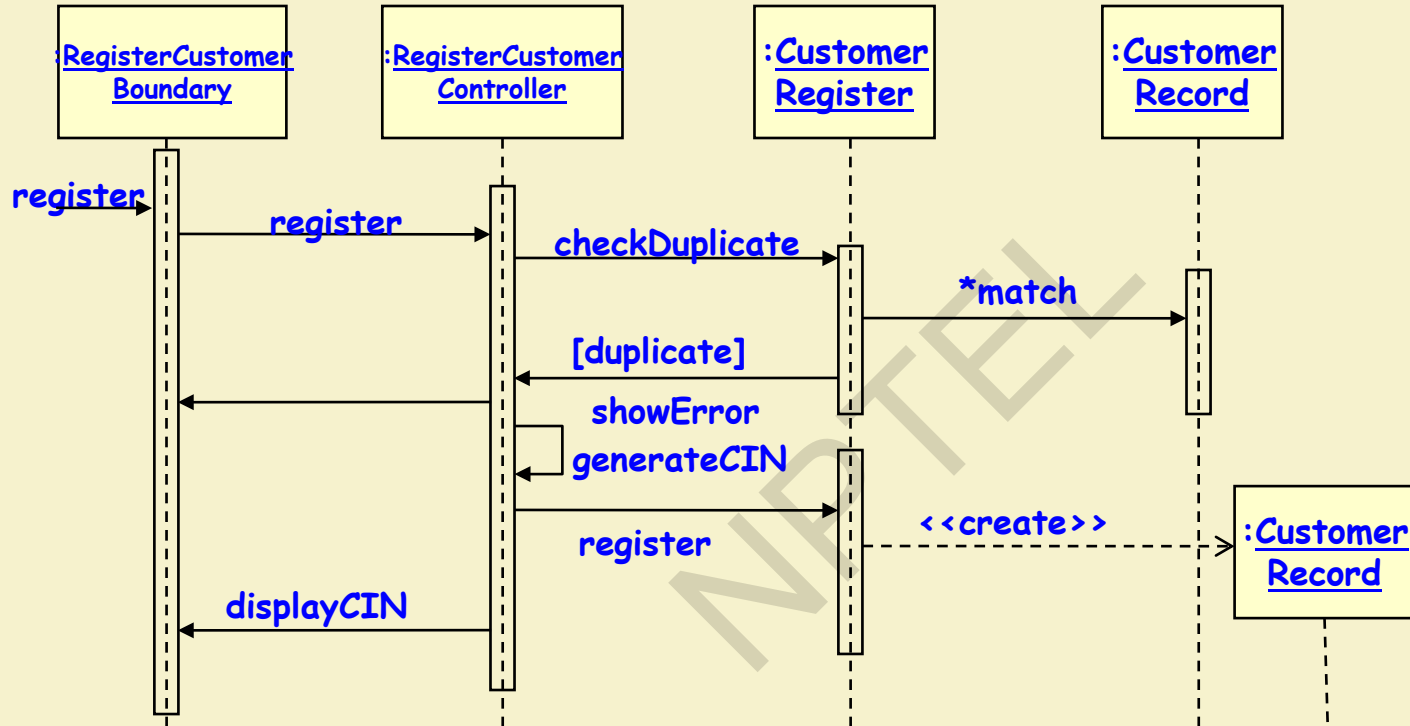 :RegisterCustomer
Boundary
:RegisterCustomer
Controller
:Customer
Register
:Customer
Record
register
register
checkDuplicate
*match
[duplicate]
showError
generateCIN
register
<<create>>
:Customer
Record
displayCIN
NPTEL